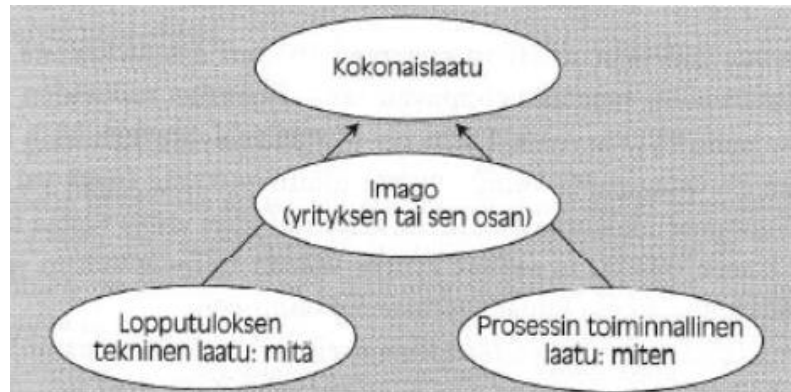 Kokonaislaatu
Imago
(yrityksen tai sen osan)
Lopputuloksen
tekninen laatu: mitä
Prosessin toiminnallinen
laatu: miten